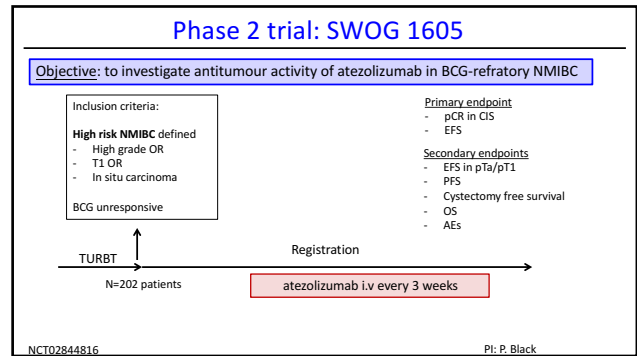 Phase 2 trial: SWOG 1605
Objective: to investigate antitumour activity of atezolizumab in BCG-refratory NMIBC
Inclusion criteria:
High risk NMIBC defined
- High grade OR
- T1 OR
- In situ carcinoma
BCG unresponsive
Primary endpoint
- pCR in CIS
- EFS
Secondary endpoints
- EFS in pTa/pT1
- PFS
- Cystectomy free survival
- OS
- AEs
TURBT
Registration
N=202 patients
atezolizumab i.v every 3 weeks
NCT02844816
PI: P. Black